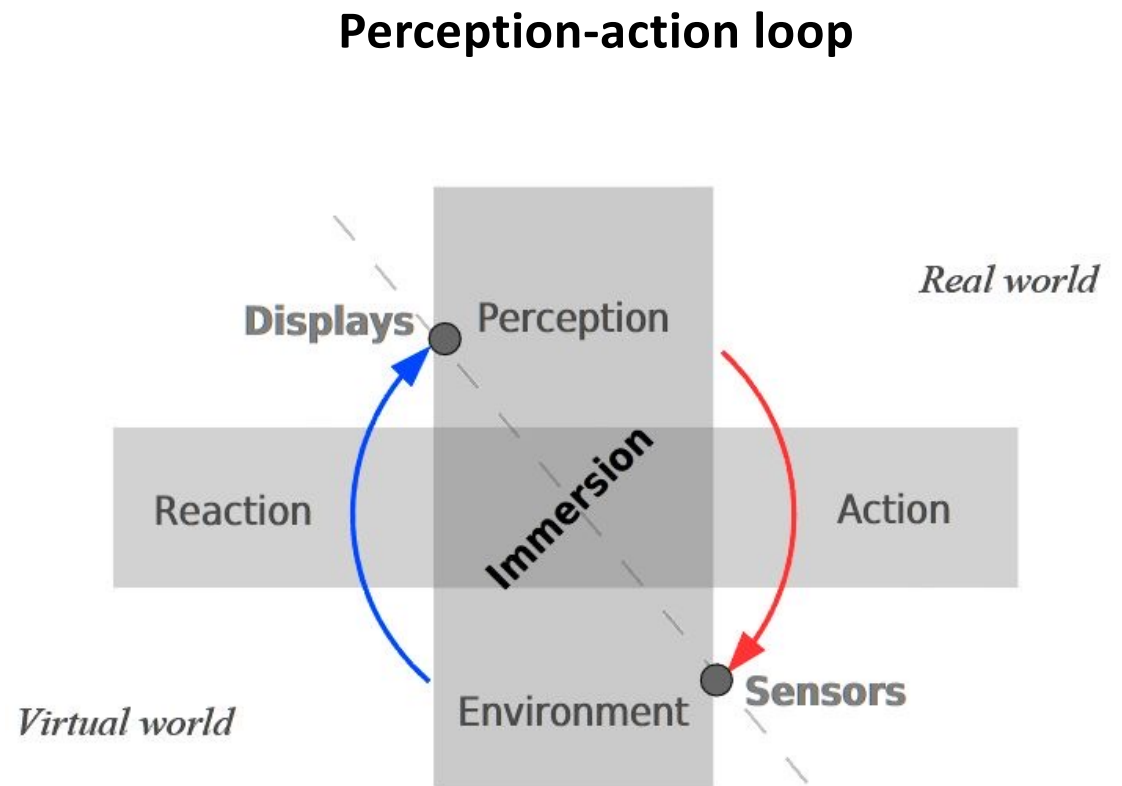 Perception-action loop
Real world
Displays
Perception
Immersion
Reaction
Action
Environment
Sensors
Virtual world